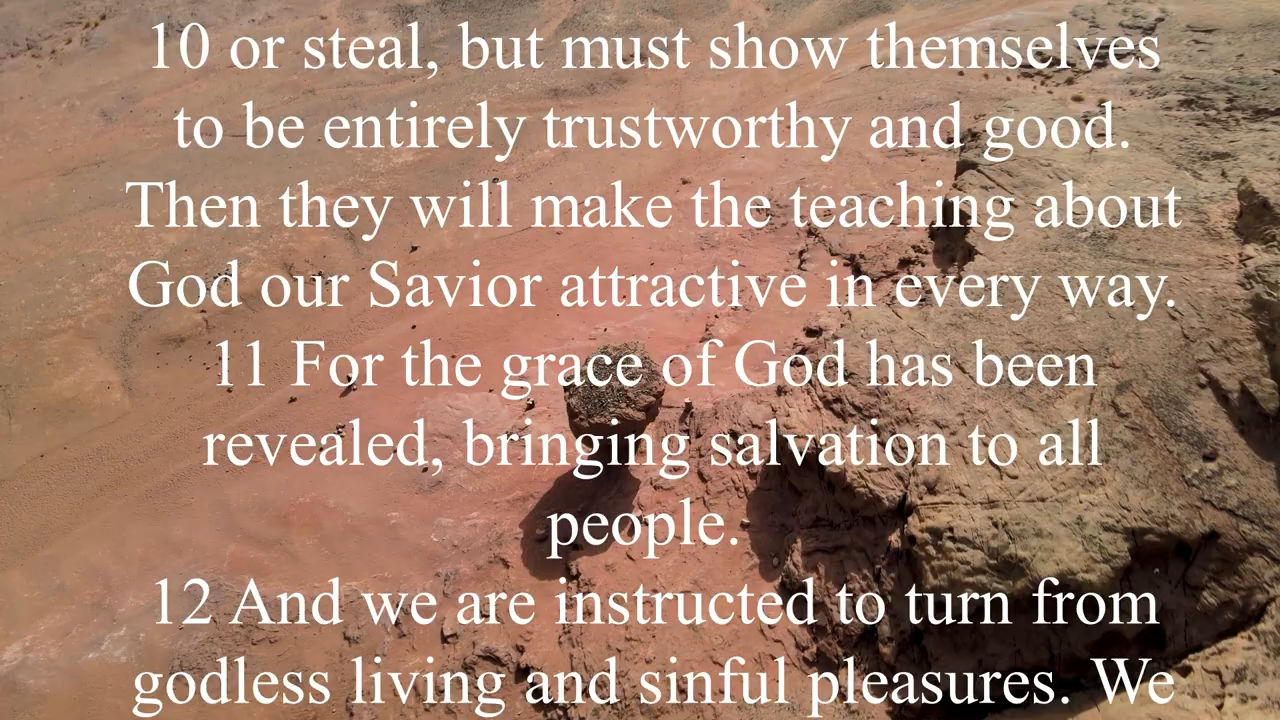 10 or steal, but must show themselves
to be entirely trustworthy and good.
Then they will make the teaching about
God our Savior attractive in every way.
11 For the grace of God has been
revealed, bringing salvation to all
people.
12 And we are instructed to turn from
godless living and sinful pleasures. We